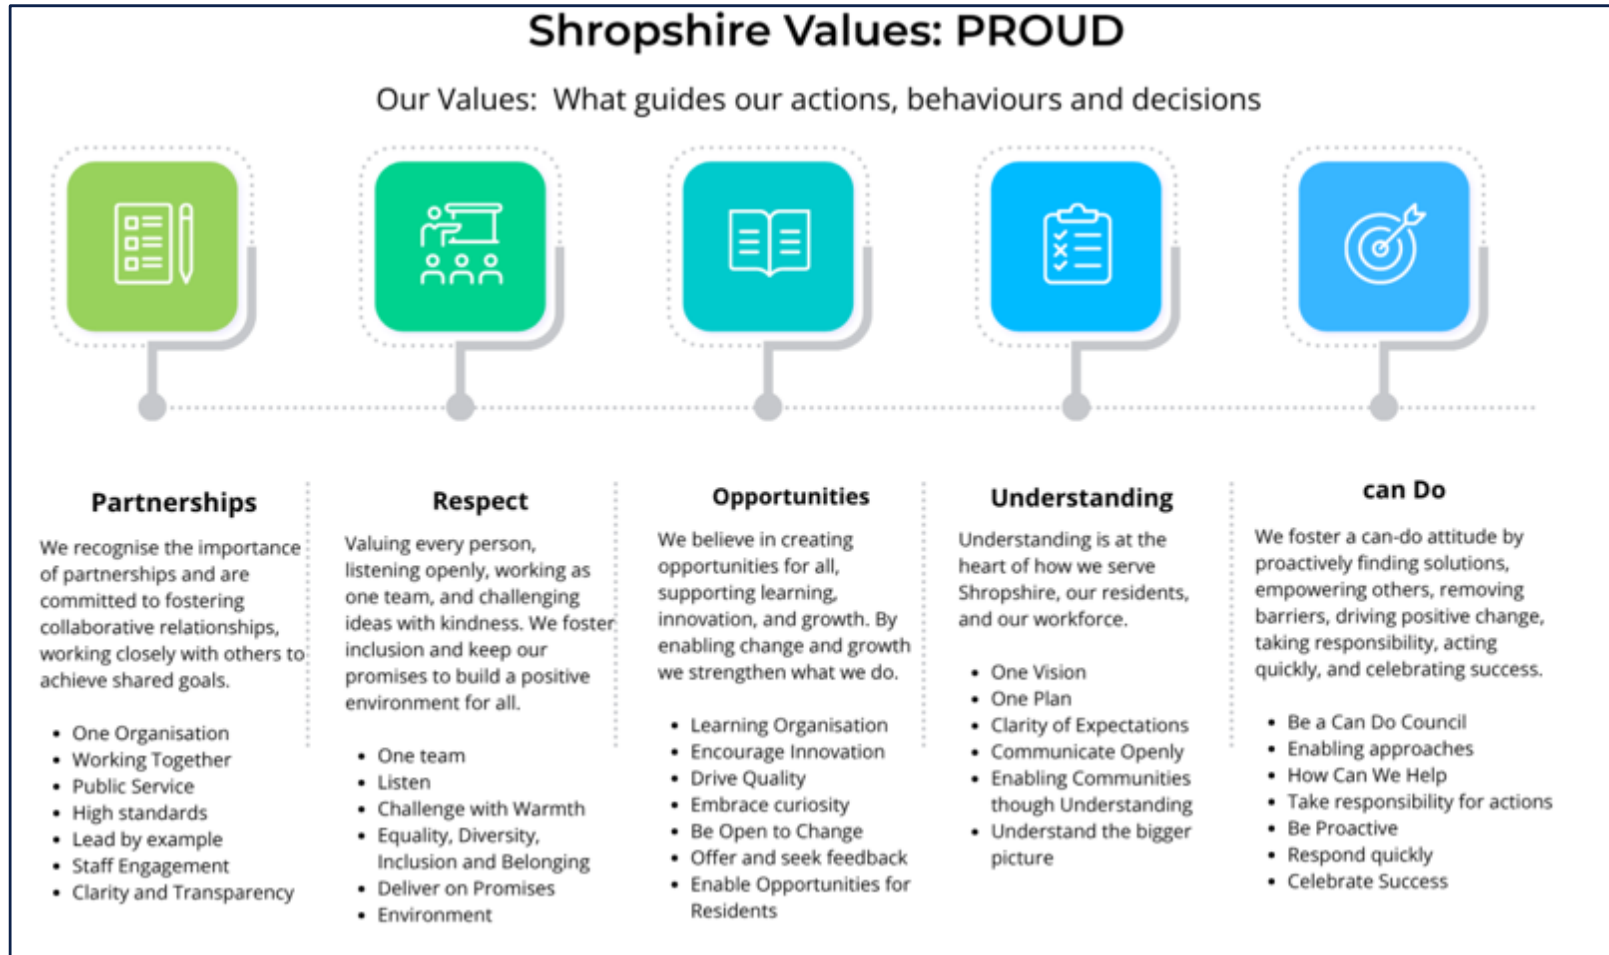 Shropshire Values: PROUD
Our Values: What guides our actions, behaviours and decisions
Partnerships
We recognise the importance
of partnerships and are
committed to fostering
collaborative relationships,
working closely with others to
achieve shared goals.
• One Organisation
• Working Together
• Public Service
• High standards
• Lead by example
• Staff Engagement
• Clarity and Transparency
Respect
Valuing every person,
listening openly, working as
one team, and challenging
ideas with kindness. We foster
inclusion and keep our
promises to build a positive
environment for all.
• One team
• Listen
• Challenge with Warmth
• Equality, Diversity,
Inclusion and Belonging
• Deliver on Promises
• Environment
Opportunities
We believe in creating
opportunities for all,
supporting learning,
innovation, and growth. By
enabling change and growth
we strengthen what we do.
• Learning Organisation
• Encourage Innovation
• Drive Quality
• Embrace curiosity
• Be Open to Change
• Offer and seek feedback
• Enable Opportunities for
Residents
Understanding
Understanding is at the
heart of how we serve
Shropshire, our residents,
and our workforce.
• One Vision
• One Plan
• Clarity of Expectations
• Communicate Openly
• Enabling Communities
though Understanding
• Understand the bigger
picture
can Do
We foster a can-do attitude by
proactively finding solutions,
empowering others, removing
barriers, driving positive change,
taking responsibility, acting
quickly, and celebrating success.
• Be a Can Do Council
• Enabling approaches
• How Can We Help
• Take responsibility for actions
• Be Proactive
• Respond quickly
• Celebrate Success